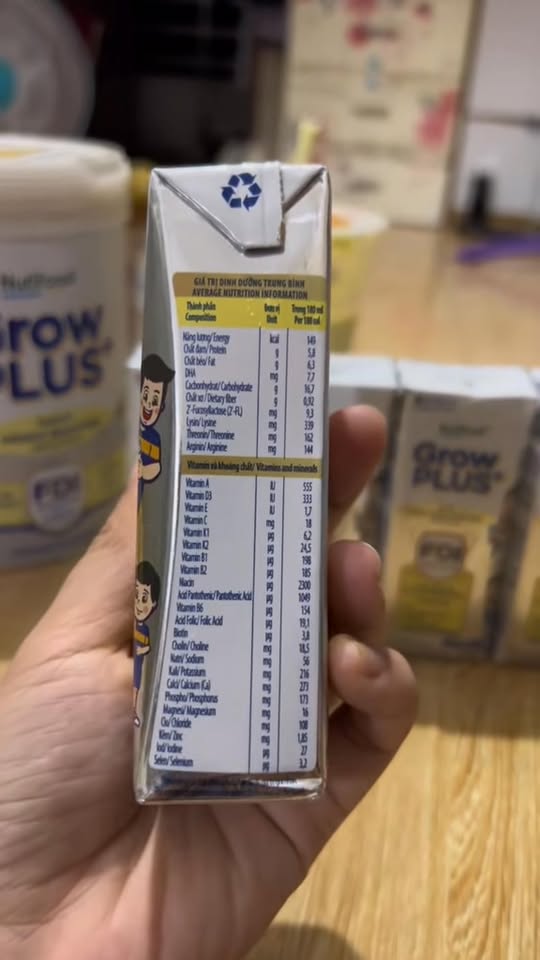 GIÁ TRỊ DINH DƯỠNG TRUNG BÌNH
AVERAGE NUTRITION INFORMATION
Thành phần Đơn vị Trong 180 ml
Composition Unit Per 180 ml
Năng lượng/ Energy kcal 149
Chất đạm/ Protein g 5,8
Chất béo/ Fat g 6,3
DHA mg 7,7
Cacbonhydrat/ Carbohydrate g 16,7
Chất xơ/ Dietary fiber g 0,92
2'-Fucosyllactose (2'-FL) mg 9,3
Lysin/ Lysine mg 339
Threonin/ Threonine mg 162
Arginin/ Arginine mg 144
Vitamin và khoáng chất/ Vitamins and minerals
Vitamin A IU 555
Vitamin D3 IU 333
Vitamin E IU 1,7
Vitamin C mg 18
Vitamin K1 µg 6,2
Vitamin K2 µg 24,5
Vitamin B1 µg 198
Vitamin B2 µg 185
Niacin µg 2300
Acid Pantothenic/ Pantothenic Acid µg 1049
Vitamin B6 µg 154
Acid Folic/ Folic Acid µg 19,1
Biotin µg 3,8
Cholin/ Choline mg 18,5
Natri/ Sodium mg 56
Kali/ Potassium mg 216
Calci/ Calcium (Ca) mg 273
Phospho/ Phosphorus mg 173
Magnesi/ Magnesium mg 16
Clo/ Chloride mg 108
Kẽm/ Zinc mg 1,85
Iod/ Iodine µg 27
Selen/ Selenium µg 3,2
Nutifood
Grow
PLUS+
FDI
Grow
PLUS+
FDI